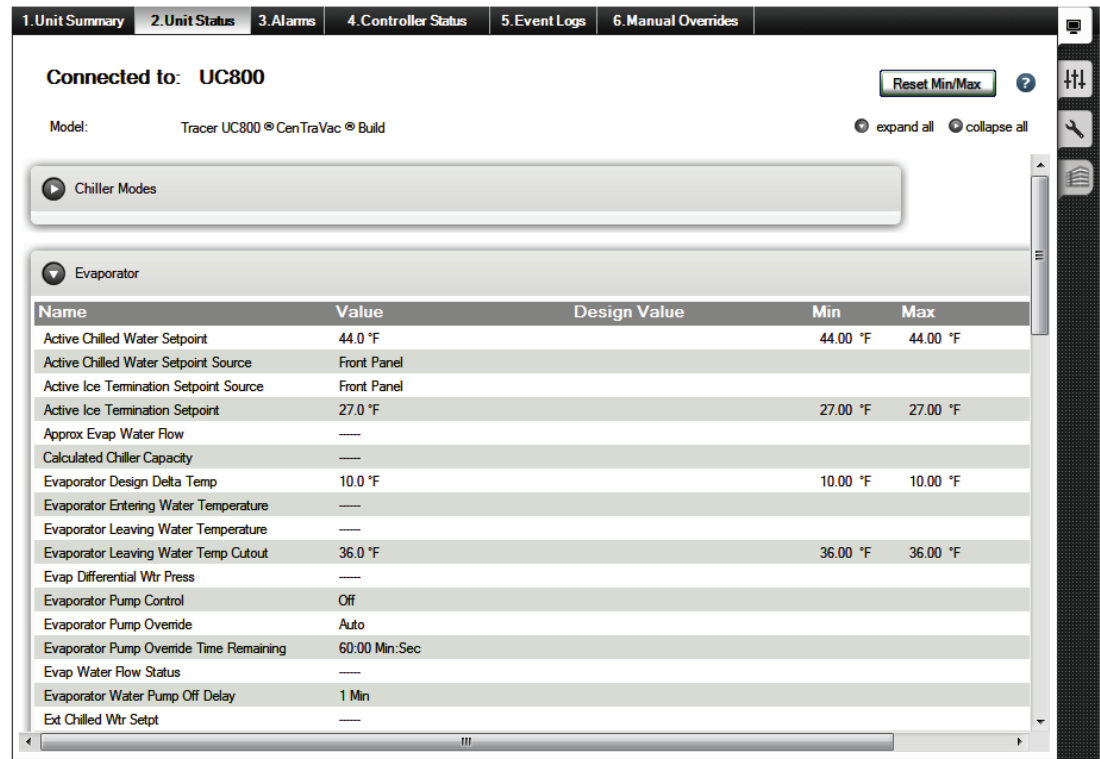 1.Unit Summary 2.Unit Status 3.Alarms 4.Controller Status 5.Event Logs 6.Manual Overrides
Connected to: UC800
Reset Min/Max ?
Model: Tracer UC800 ® CenTraVac ® Build
expand all collapse all
Chiller Modes
Evaporator
Name Value Design Value Min Max
Active Chilled Water Setpoint 44.0 °F 44.00 °F 44.00 °F
Active Chilled Water Setpoint Source Front Panel
Active Ice Termination Setpoint Source Front Panel
Active Ice Termination Setpoint 27.0 °F 27.00 °F 27.00 °F
Approx Evap Water Flow -----
Calculated Chiller Capacity -----
Evaporator Design Delta Temp 10.0 °F 10.00 °F 10.00 °F
Evaporator Entering Water Temperature -----
Evaporator Leaving Water Temperature -----
Evaporator Leaving Water Temp Cutout 36.0 °F 36.00 °F 36.00 °F
Evap Differential Wtr Press -----
Evaporator Pump Control Off
Evaporator Pump Override Auto
Evaporator Pump Override Time Remaining 60:00 Min:Sec
Evap Water Flow Status -----
Evaporator Water Pump Off Delay 1 Min
Ext Chilled Wtr Setpt -----